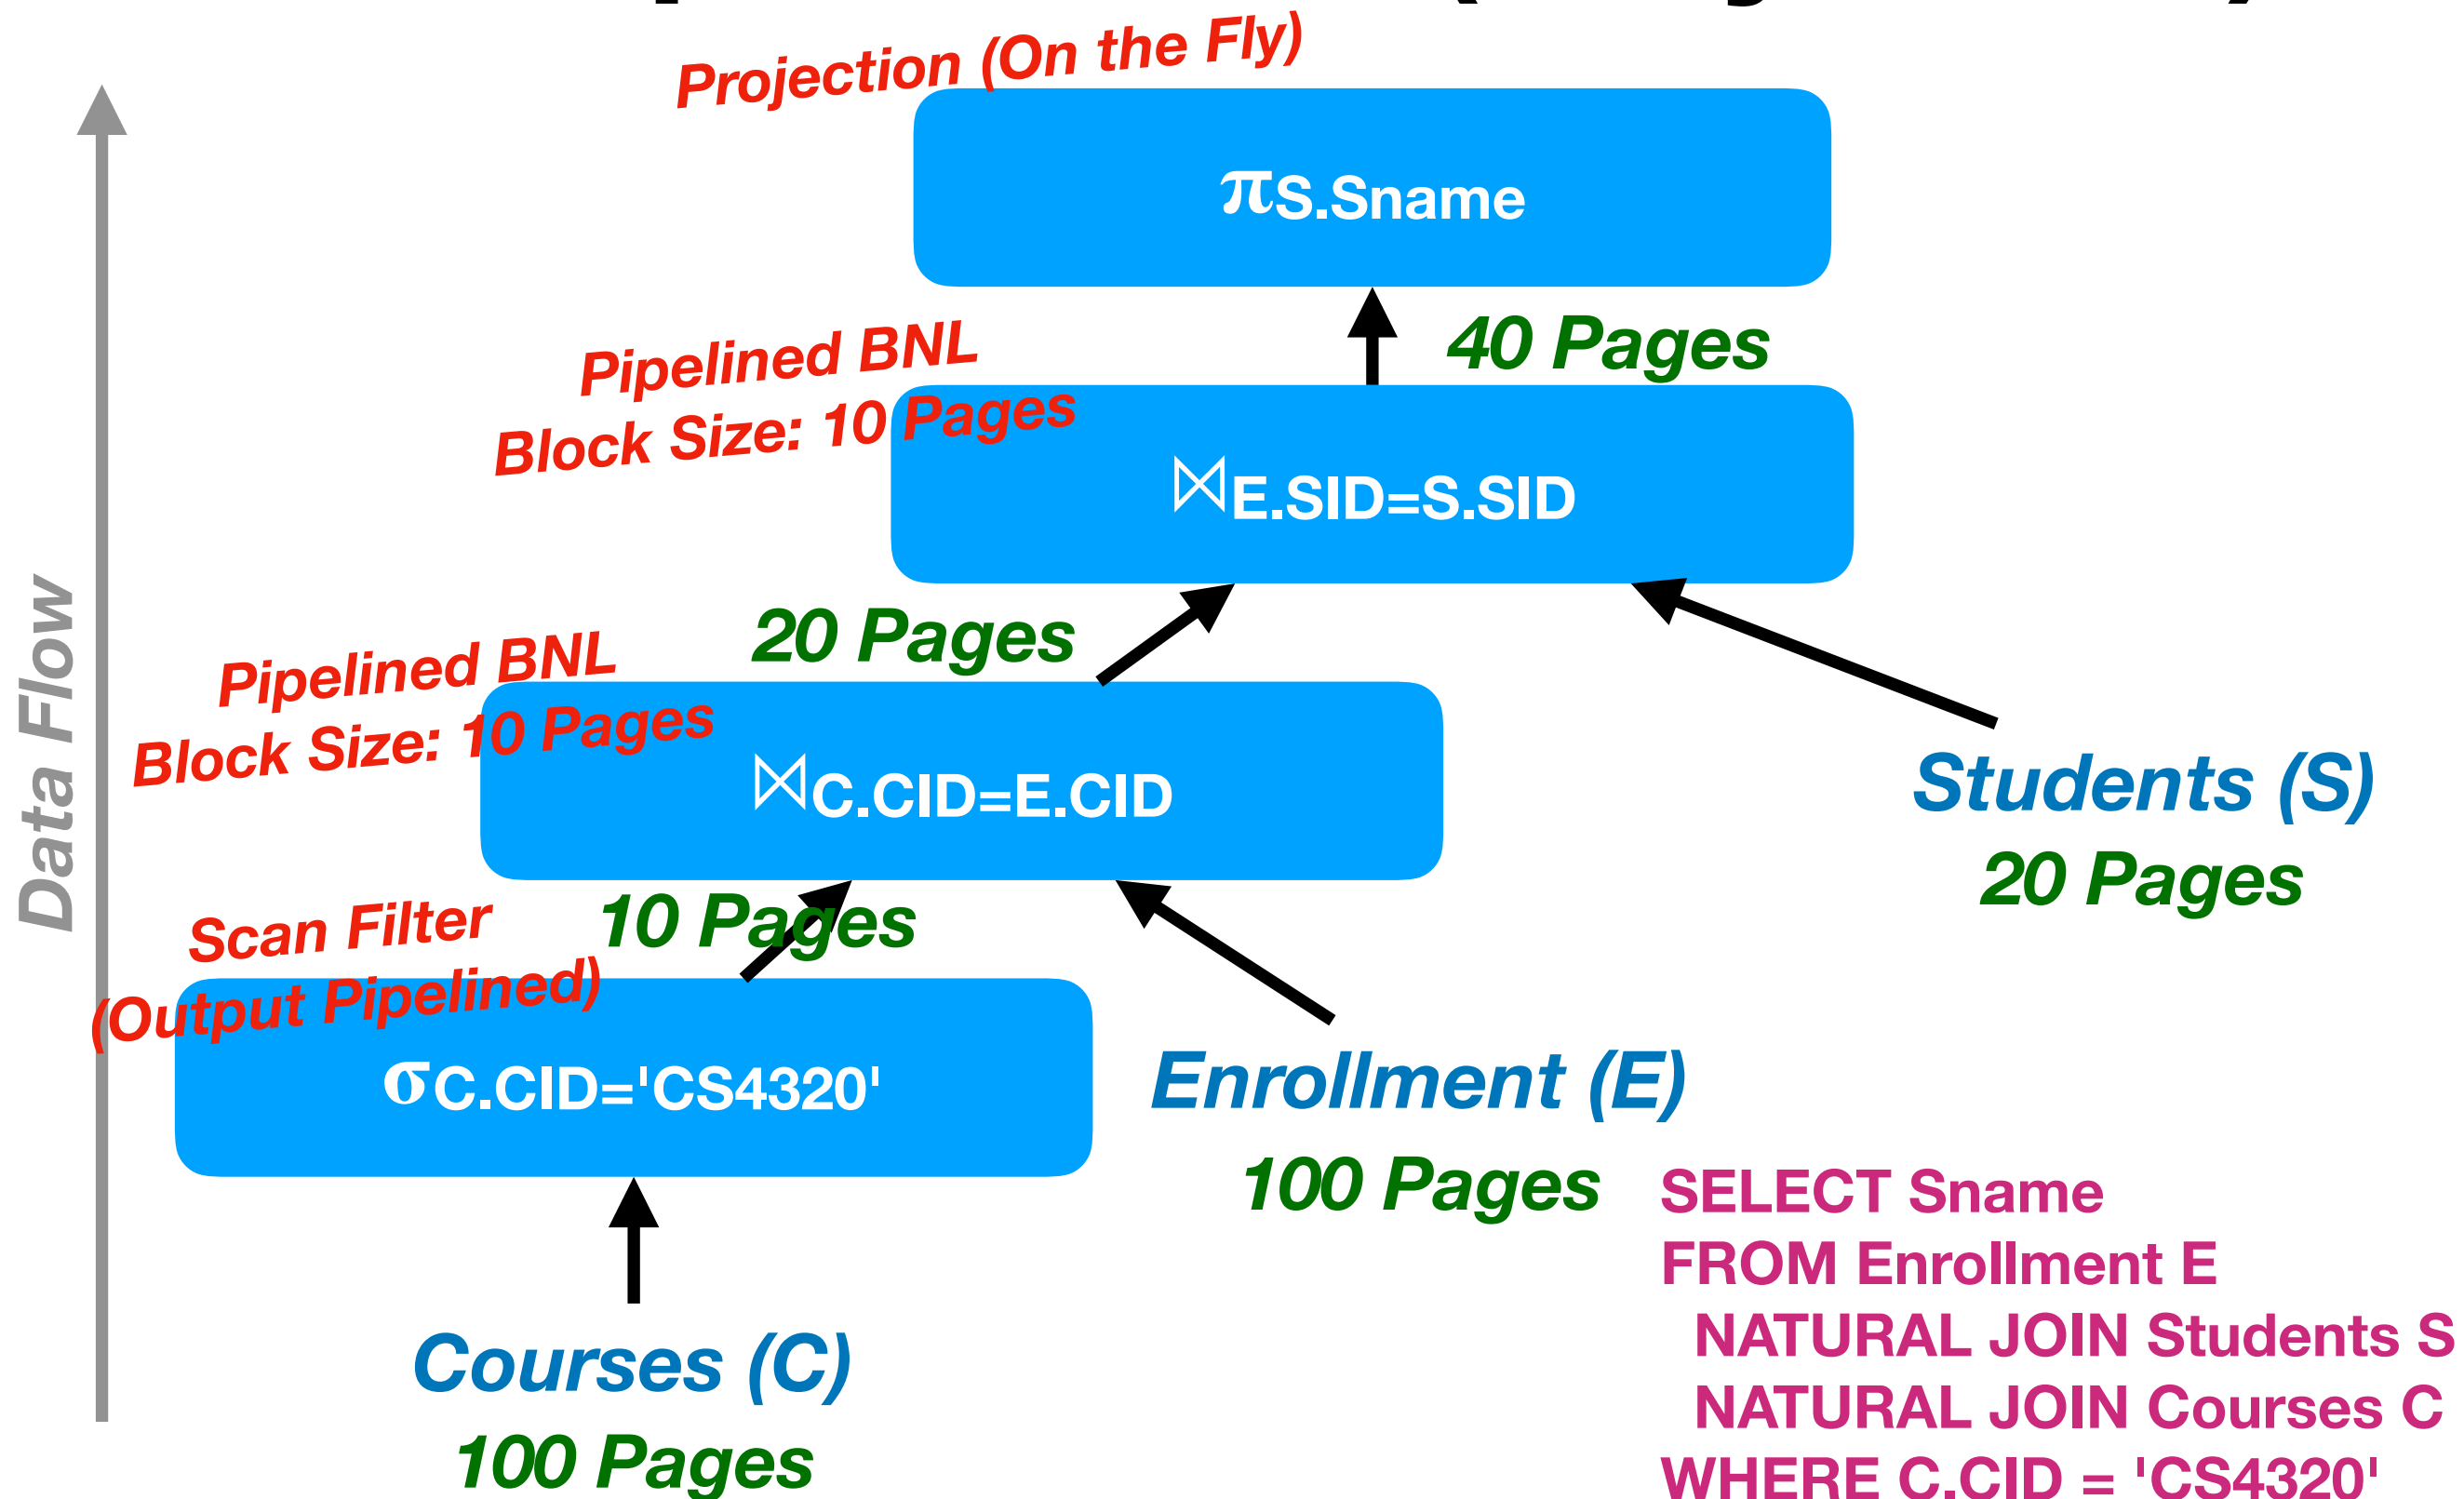 Projection (On the Fly)
πS.Sname
40 Pages
Pipelined BNL
Block Size: 10 Pages
⋈E.SID=S.SID
20 Pages
Pipelined BNL
Block Size: 10 Pages
⋈C.CID=E.CID
Students (S)
20 Pages
Data Flow
10 Pages
Scan Filter
(Output Pipelined)
σC.CID='CS4320'
Enrollment (E)
100 Pages
Courses (C)
100 Pages
SELECT Sname
FROM Enrollment E
NATURAL JOIN Students S
NATURAL JOIN Courses C
WHERE C.CID = 'CS4320'